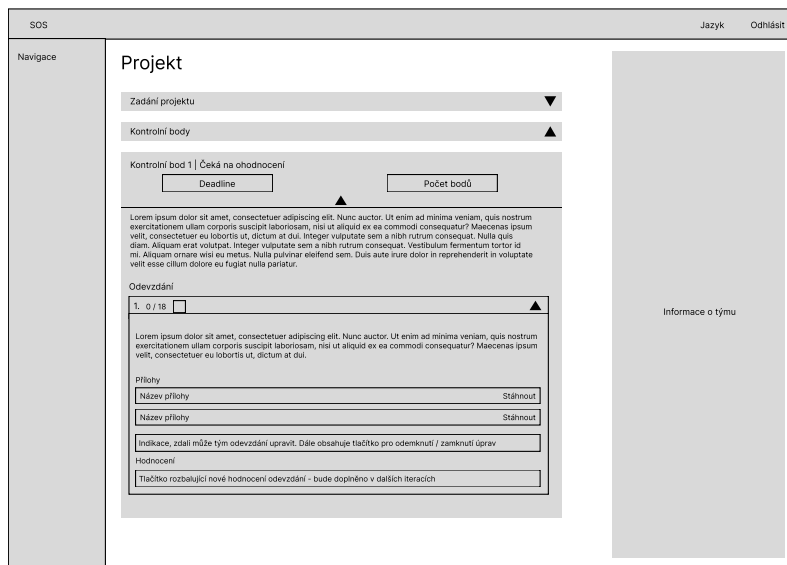 SOS
Jazyk
Odhlásit
Navigace
Projekt
Zadání projektu
Kontrolní body
Kontrolní bod 1 | Čeká na ohodnocení
Deadline
Počet bodů
Lorem ipsum dolor sit amet, consectetuer adipiscing elit. Nunc auctor. Ut enim ad minima veniam, quis nostrum
exercitationem ullam corporis suscipit laboriosam, nisi ut aliquid ex ea commodi consequatur? Maecenas ipsum
velit, consectetuer eu lobortis ut, dictum at dui. Integer vulputate sem a nibh rutrum consequat. Nulla quis
diam. Aliquam erat volutpat. Integer vulputate sem a nibh rutrum consequat. Vestibulum fermentum tortor id
mi. Aliquam ornare wisi eu metus. Nulla pulvinar eleifend sem. Duis aute irure dolor in reprehenderit in voluptate
velit esse cillum dolore eu fugiat nulla pariatur.
Odevzdání
1. 0 / 18
Lorem ipsum dolor sit amet, consectetuer adipiscing elit. Nunc auctor. Ut enim ad minima veniam, quis nostrum
exercitationem ullam corporis suscipit laboriosam, nisi ut aliquid ex ea commodi consequatur? Maecenas ipsum
velit, consectetuer eu lobortis ut, dictum at dui.
Přílohy
Název přílohy Stáhnout
Název přílohy Stáhnout
Indikace, zdali může tým odevzdání upravit. Dále obsahuje tlačítko pro odemknutí / zamknutí úprav
Hodnocení
Tlačítko rozbalující nové hodnocení odevzdání - bude doplněno v dalších iteracích
Informace o týmu